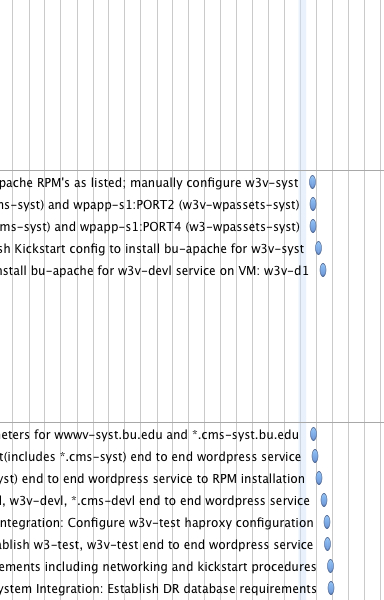 pache RPM's as listed; manually configure w3v-syst
ms-syst) and wpapp-s1:PORT2 (w3v-wpassets-syst)
ms-syst) and wpapp-s1:PORT4 (w3-wpassets-syst)
sh Kickstart config to install bu-apache for w3v-syst
nstall bu-apache for w3v-devl service on VM: w3v-d1
neters for wwwv-syst.bu.edu and *.cms-syst.bu.edu
t(includes *.cms-syst) end to end wordpress service
yst) end to end wordpress service to RPM installation
l, w3v-devl, *.cms-devl end to end wordpress service
ntegration: Configure w3v-test haproxy configuration
ablish w3-test, w3v-test end to end wordpress service
ements including networking and kickstart procedures
ystem Integration: Establish DR database requirements